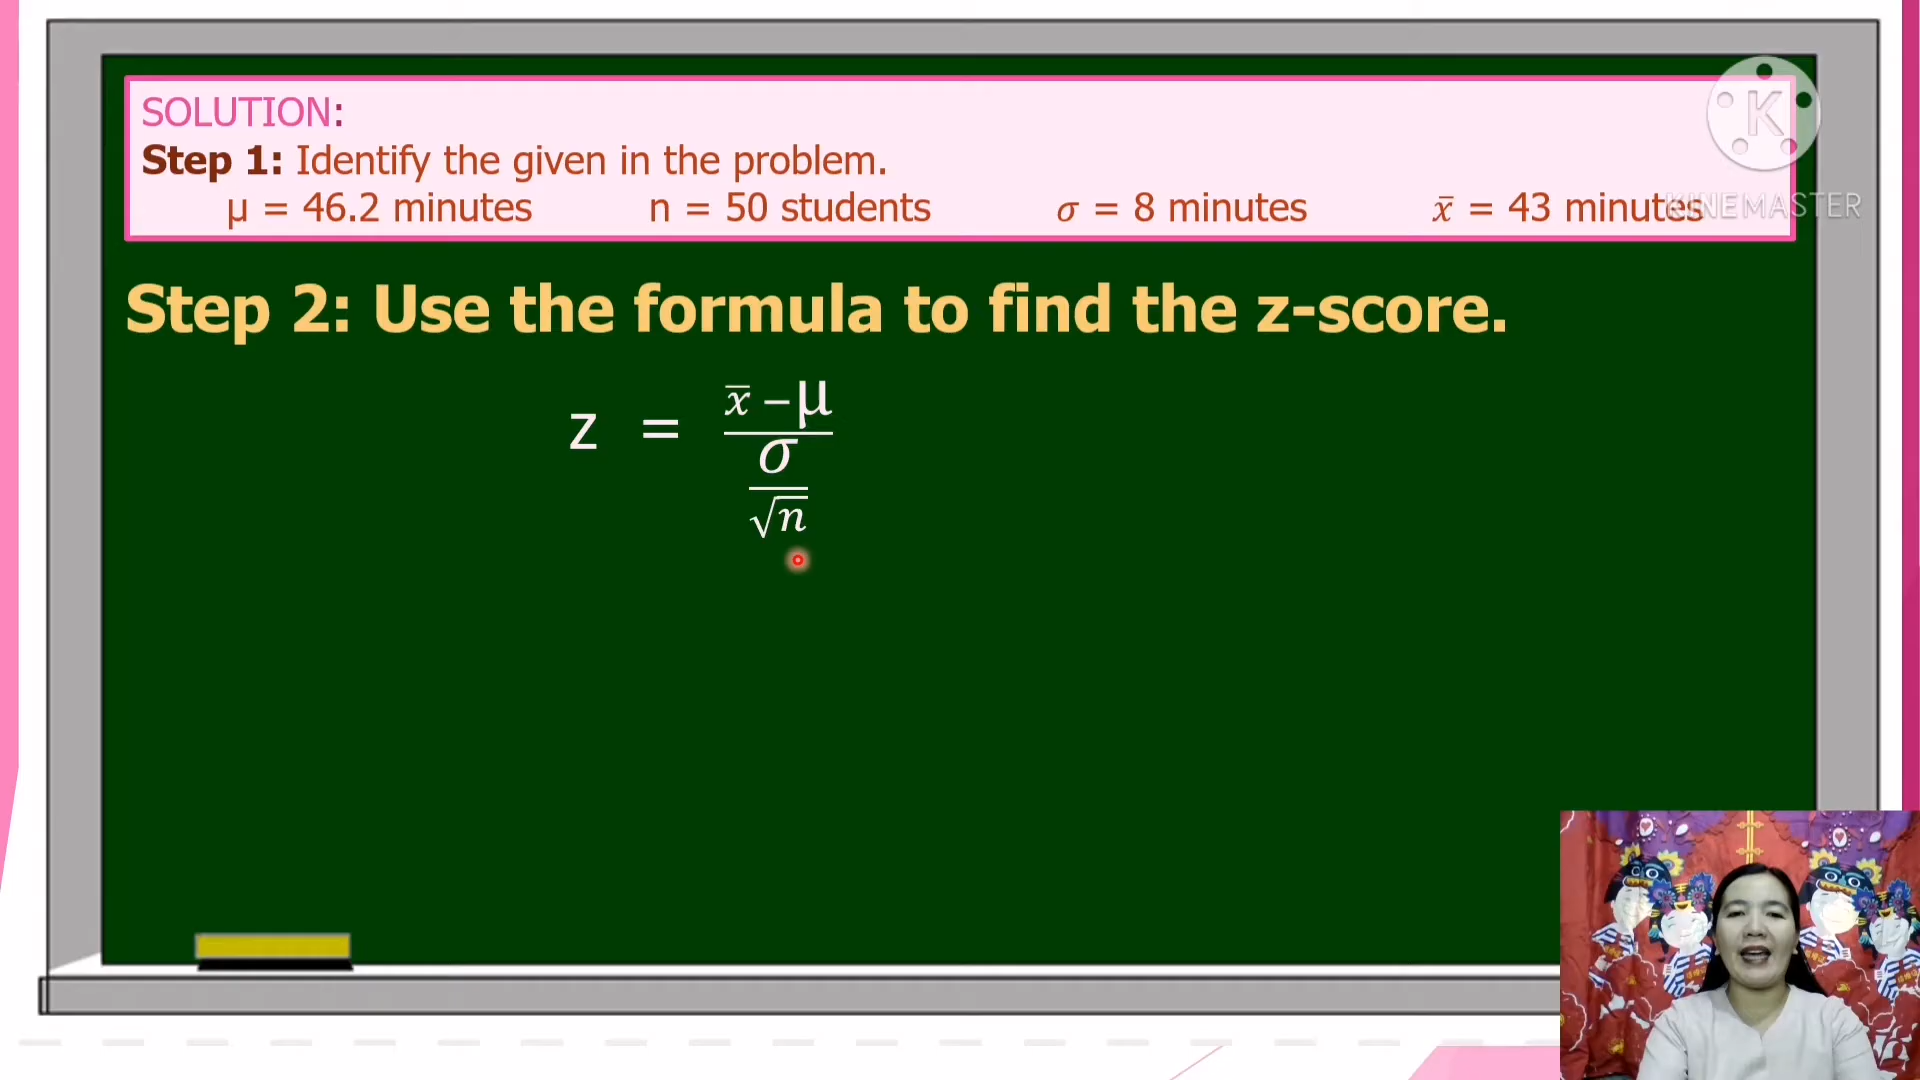 SOLUTION:
Step 1: Identify the given in the problem.
μ = 46.2 minutes n = 50 students σ = 8 minutes x̄ = 43 minutes
K
KINEMASTER
Step 2: Use the formula to find the z-score.
z = x̄ − μ
σ
√n